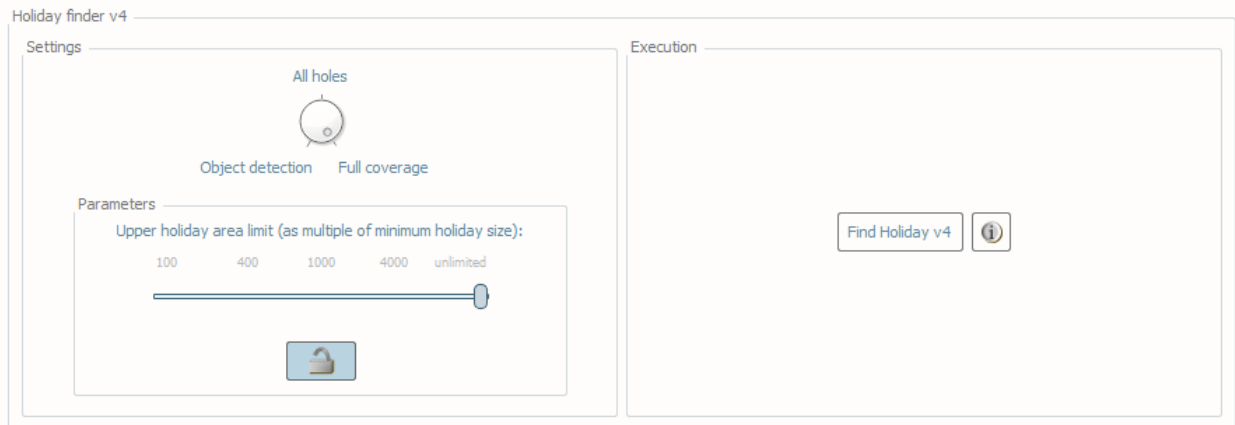 Holiday finder v4
Settings
All holes
Object detection Full coverage
Parameters
Upper holiday area limit (as multiple of minimum holiday size):
100 400 1000 4000 unlimited
Execution
Find Holiday v4